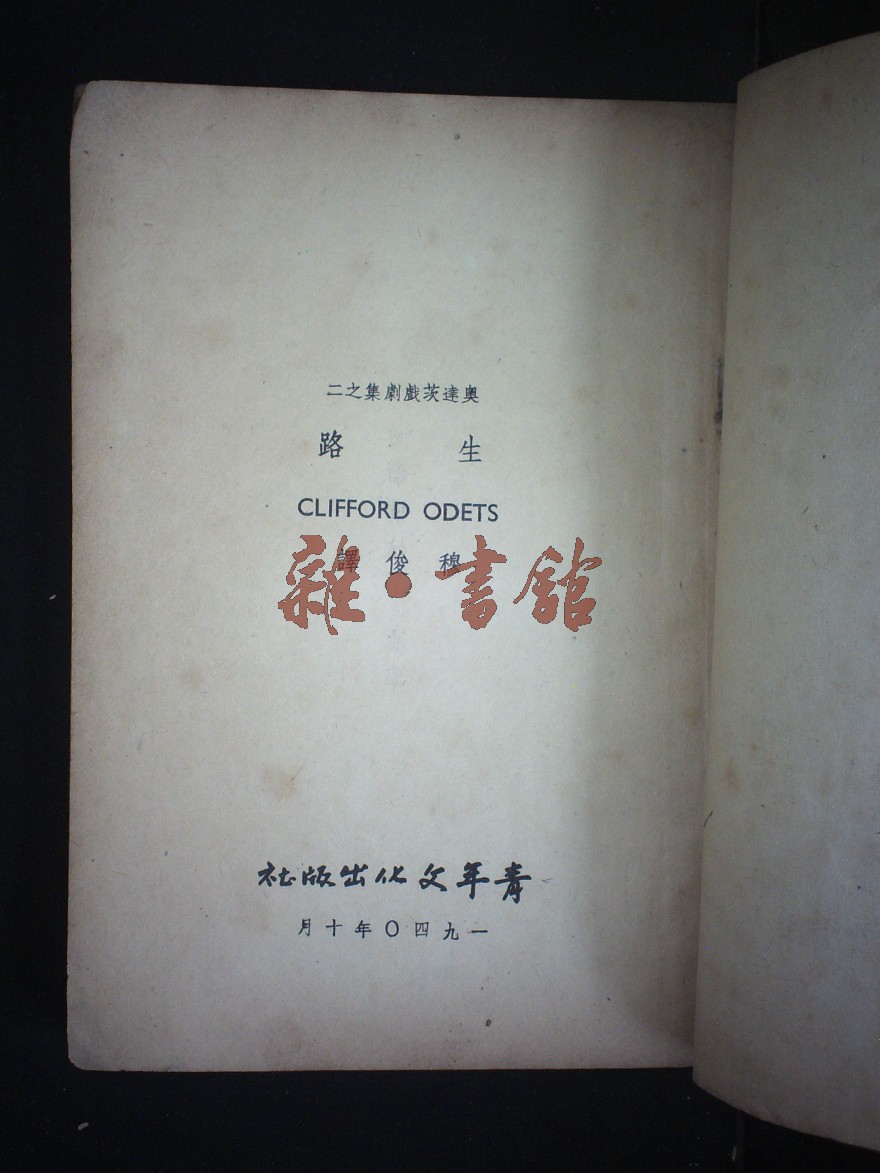 奧達茨戲劇集之二
生路
CLIFFORD ODETS
穆俊譯
雜·書館
青年文化出版社
一九四〇年十月